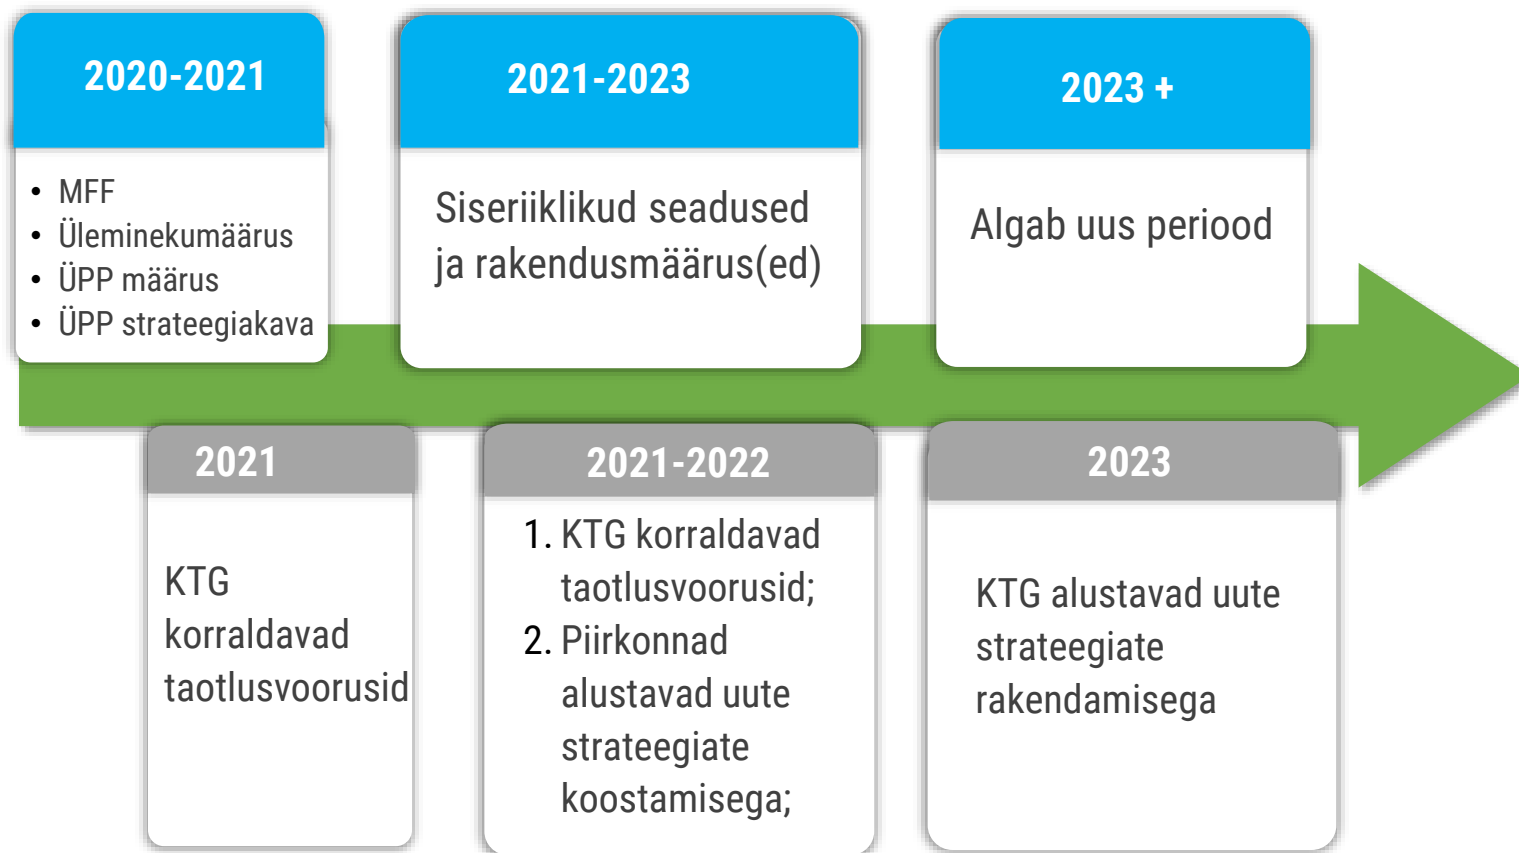 2020-2021
• MFF
• Üleminekumäärus
• ÜPP määrus
• ÜPP strateegiakava
2021-2023
Siseriiklikud seadused
ja rakendusmäärus(ed)
2023 +
Algab uus periood
2021
KTG
korraldavad
taotlusvoorusid
2021-2022
1. KTG korraldavad
taotlusvoorusid;
2. Piirkonnad
alustavad uute
strateegiate
koostamisega;
2023
KTG alustavad uute
strateegiate
rakendamisega